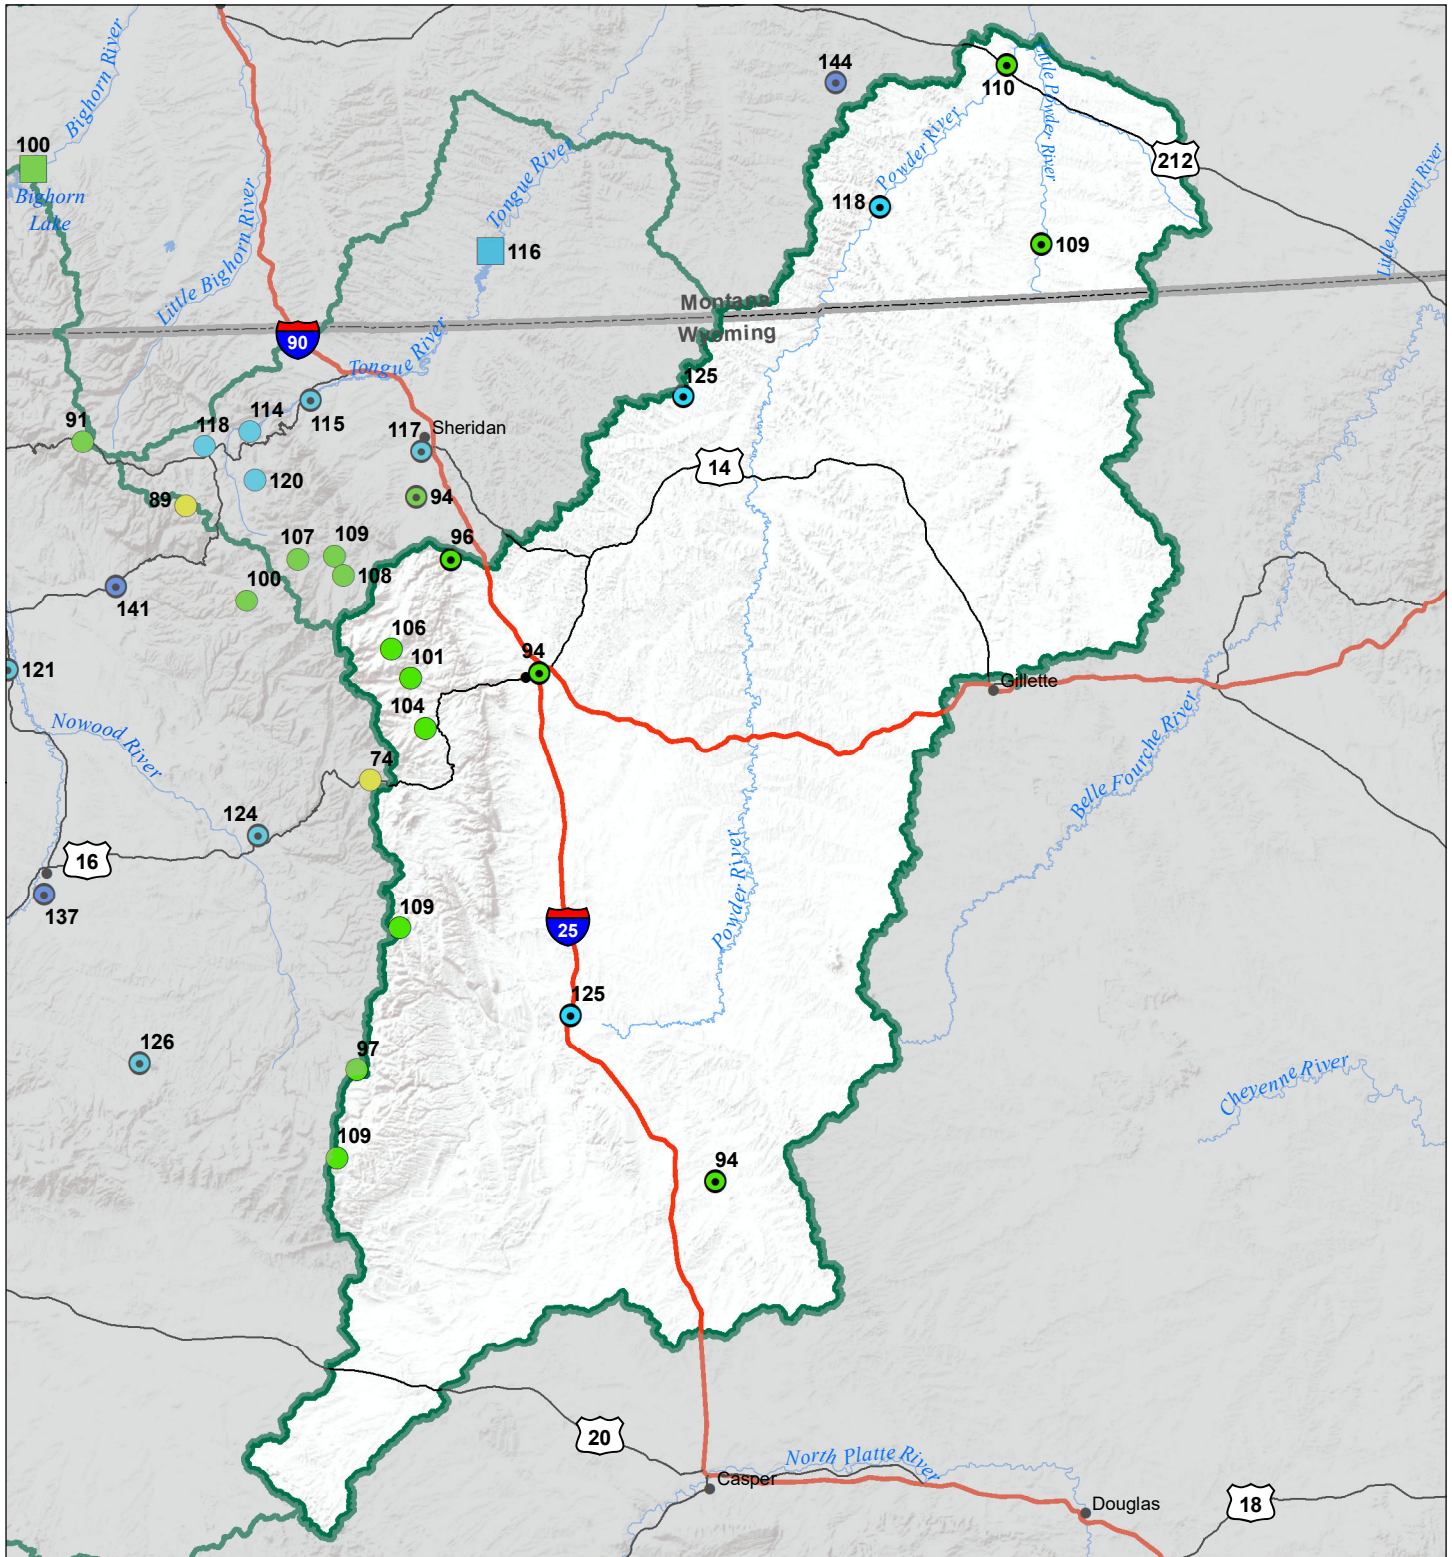 144
110
Bighorn River
Little Powder River
100
212
Bighorn
Lake
Tongue River
Powder River
118
Little Missouri River
116
109
Little Bighorn River
Montana
Wyoming
90
Tongue River
125
91
118
114
115
117
Sheridan
14
120
94
89
107
109
96
108
100
141
106
101
94
121
Gillette
104
Nowood River
74
Belle Fourche River
124
16
137
Powder River
109
25
125
126
97
Cheyenne River
109
94
20
North Platte River
Casper
Douglas
18